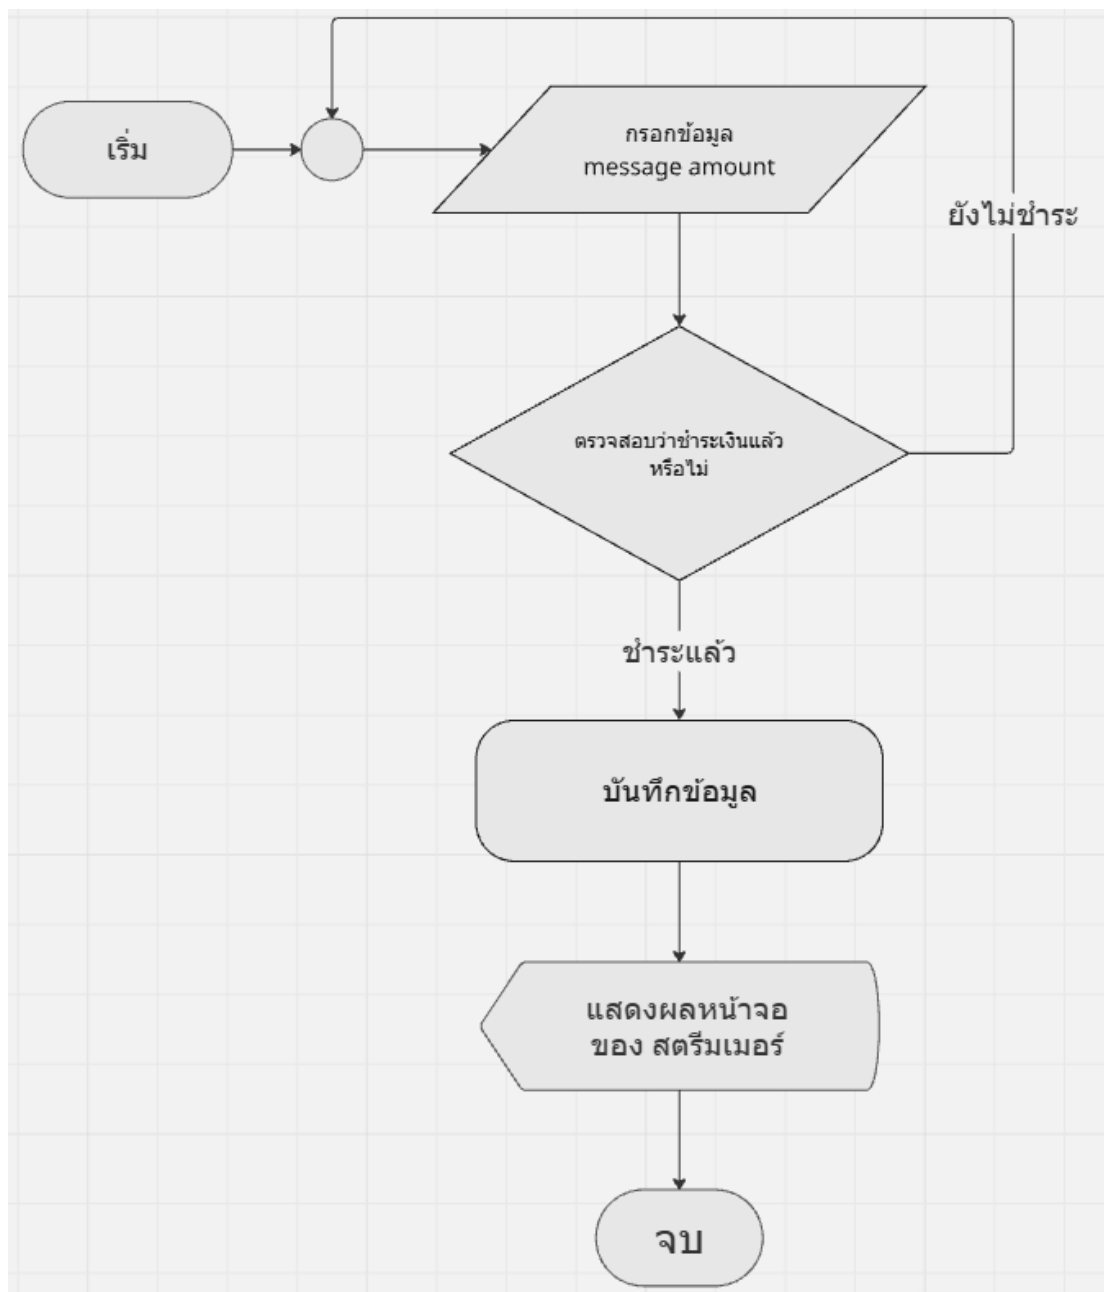 เริ่ม
กรอกข้อมูล
message amount
ยังไม่ชำระ
ตรวจสอบว่าชำระเงินแล้ว
หรือไม่
ชำระแล้ว
บันทึกข้อมูล
แสดงผลหน้าจอ
ของ สตรีมเมอร์
จบ